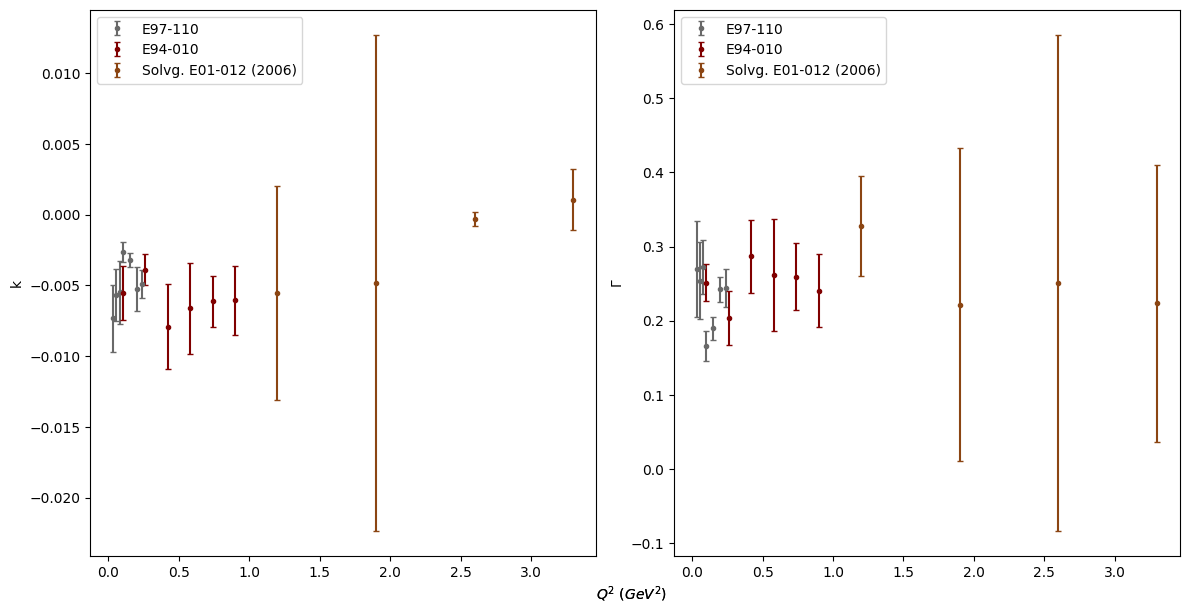 E97-110
E94-010
Solvg. E01-012 (2006)
0.010
0.005
0.000
−0.005
−0.010
−0.015
−0.020
k
0.0 0.5 1.0 1.5 2.0 2.5 3.0
E97-110
E94-010
Solvg. E01-012 (2006)
0.6
0.5
0.4
0.3
0.2
0.1
0.0
−0.1
Γ
0.0 0.5 1.0 1.5 2.0 2.5 3.0
Q² (GeV²)